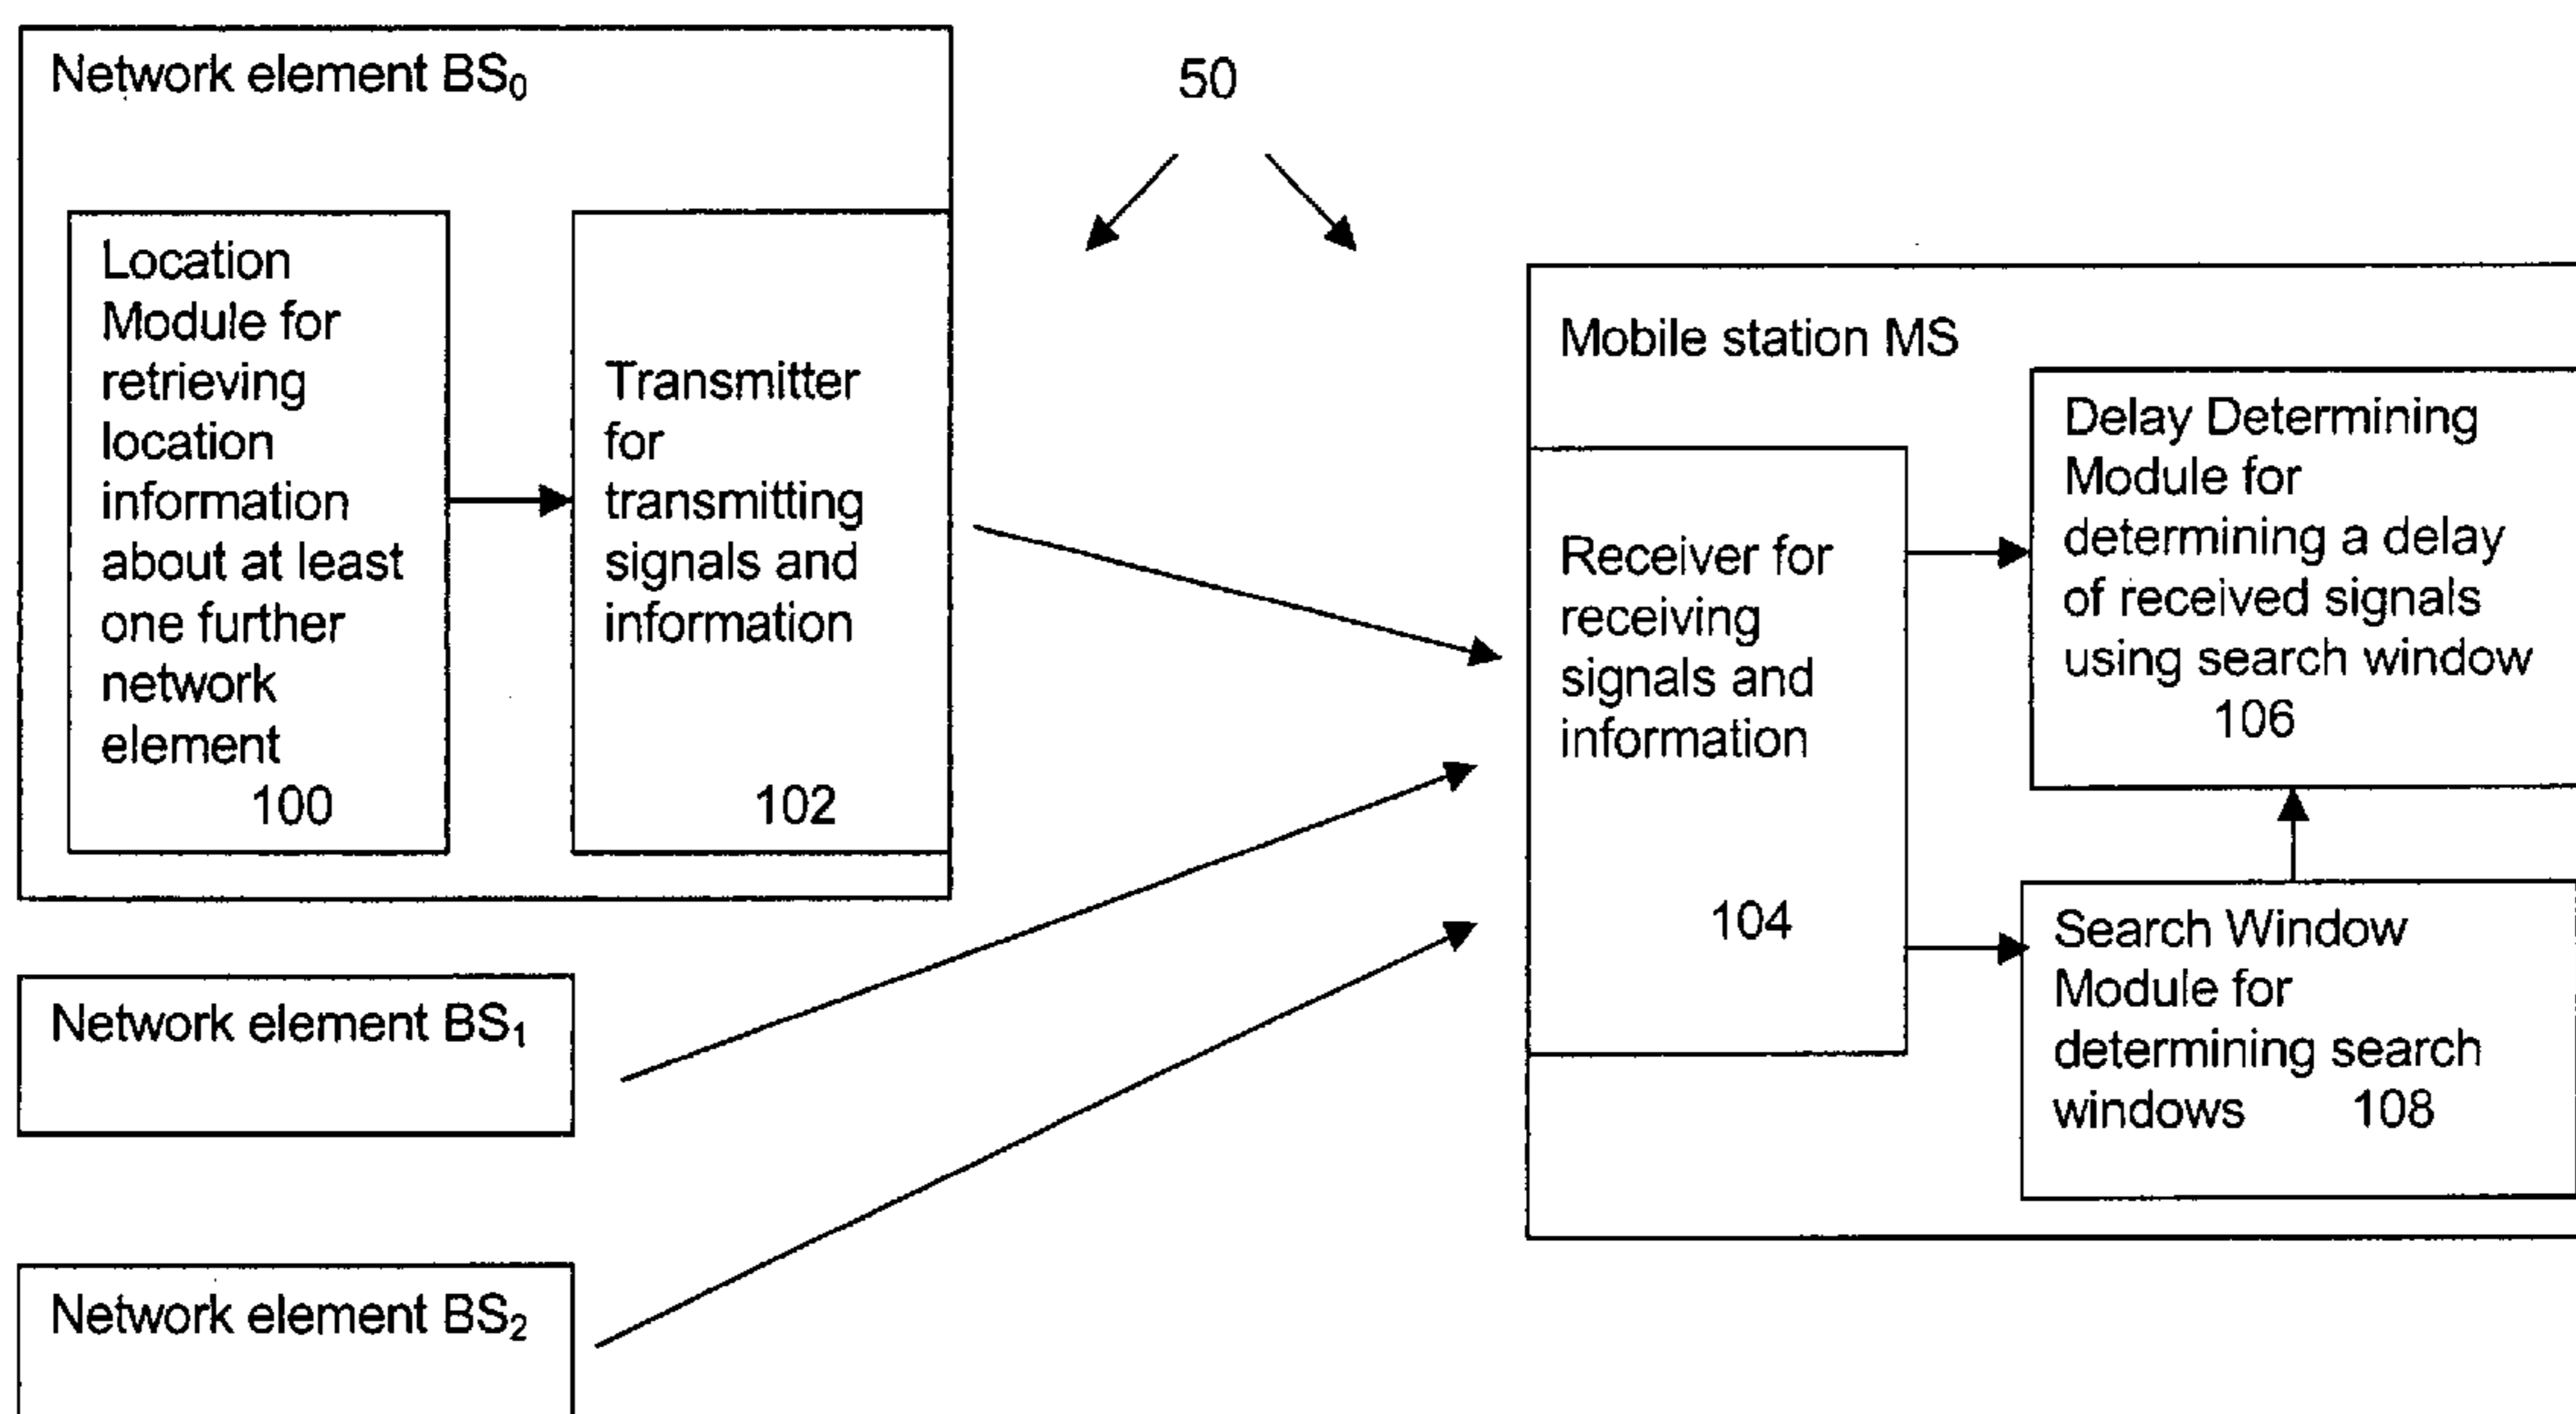 Network element BS₀
Location
Module for
retrieving
location
information
about at least
one further
network
element
100
Transmitter
for
transmitting
signals and
information
102
50
Network element BS₁
Network element BS₂
Mobile station MS
Receiver for
receiving
signals and
information
104
Delay Determining
Module for
determining a delay
of received signals
using search window
106
Search Window
Module for
determining search
windows 108